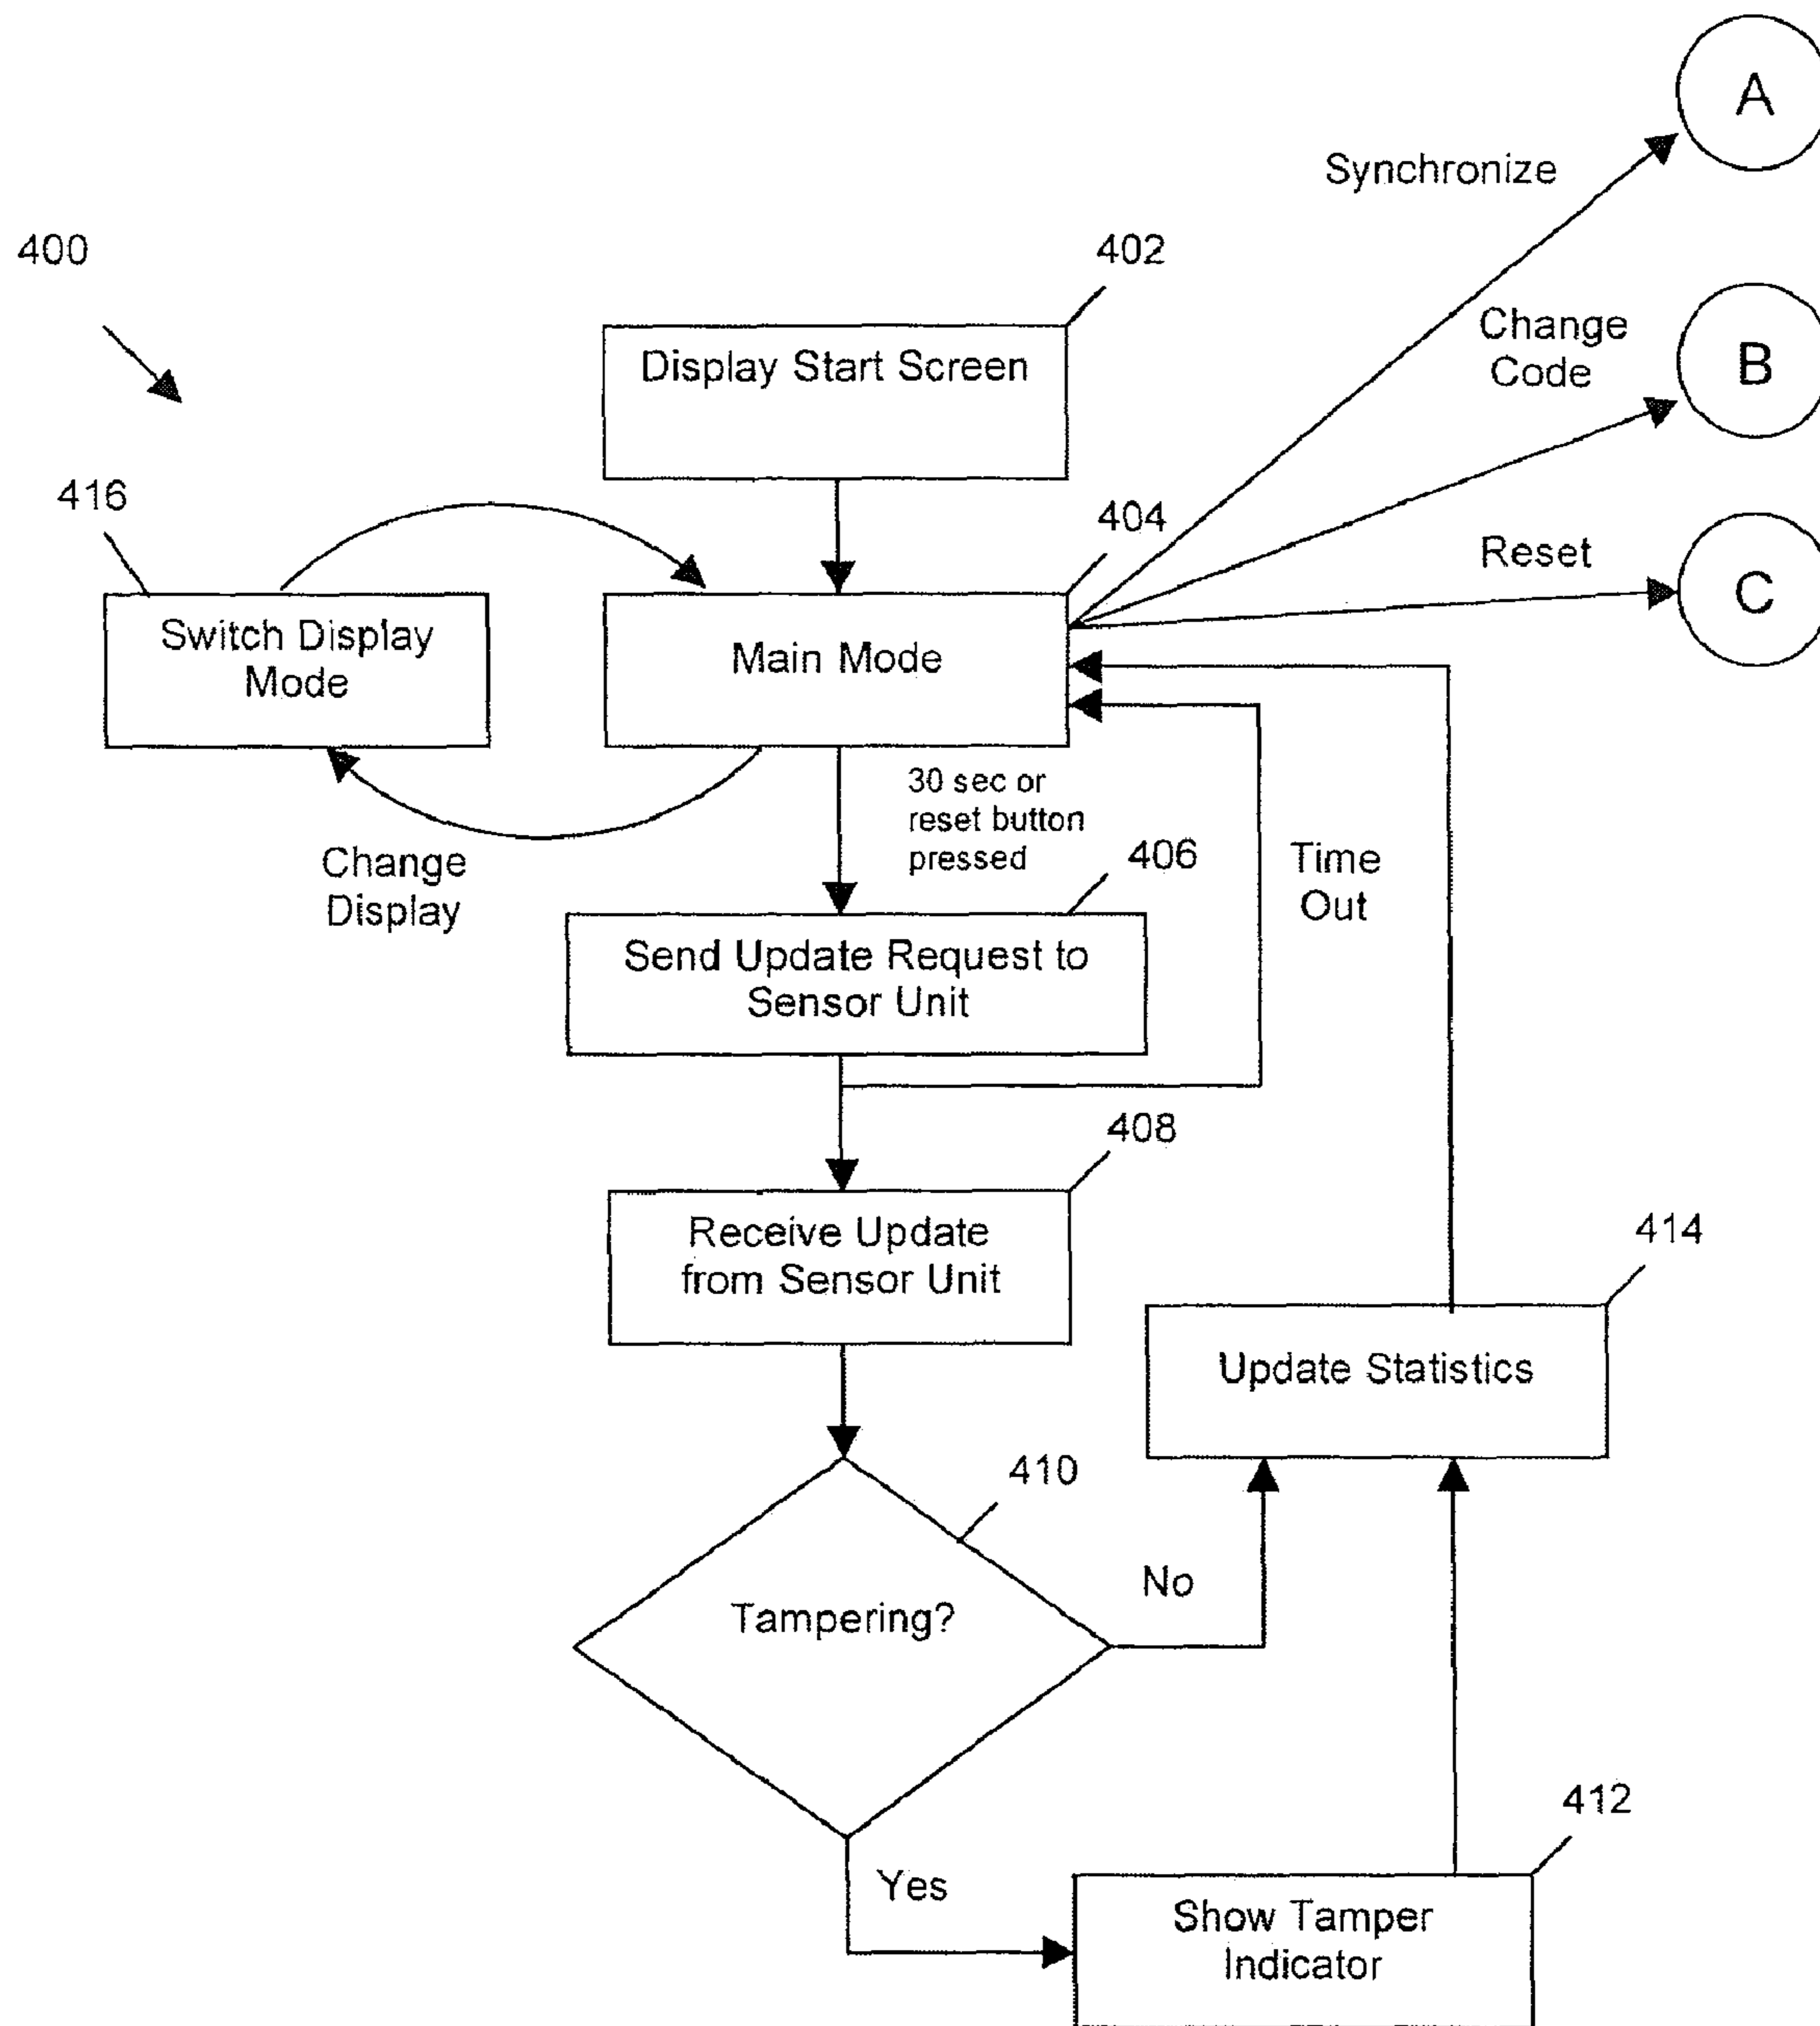 A
Synchronize
400
402
Change
Code
B
Display Start Screen
416
404
Reset
C
Switch Display
Mode
Main Mode
30 sec or
reset button
pressed
Change
Display
406
Time
Out
Send Update Request to
Sensor Unit
408
Receive Update
from Sensor Unit
414
Update Statistics
410
No
Tampering?
412
Yes
Show Tamper
Indicator